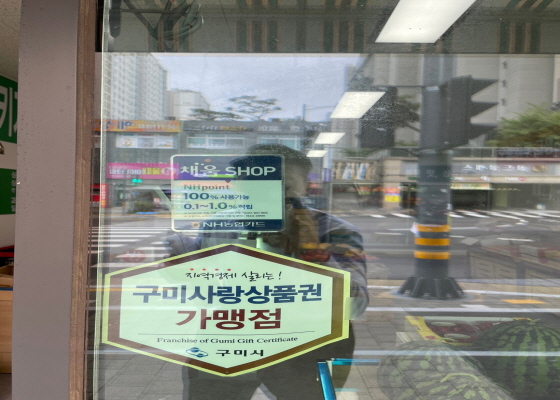 채움 SHOP
NHpoint
100% 사용가능
0.1~1.0% 적립
NH농협카드
지역경제 살리는!
구미사랑상품권
가맹점
Franchise of Gumi Gift Certificate
구미시